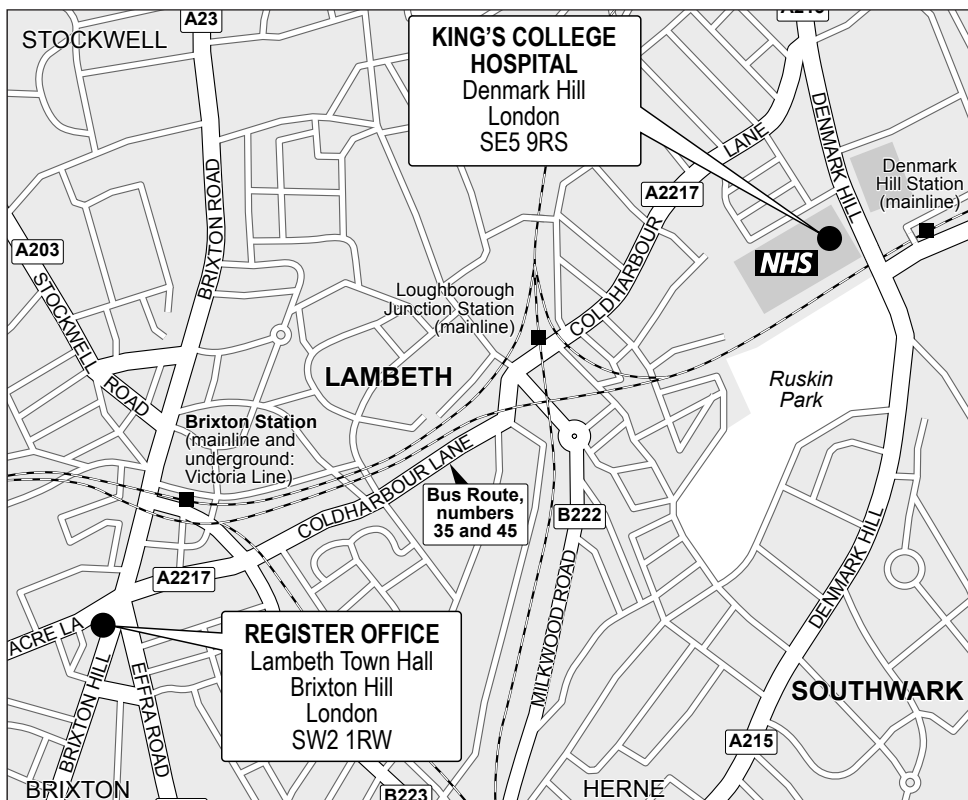 A23
STOCKWELL
KING'S COLLEGE
HOSPITAL
Denmark Hill
London
SE5 9RS
DENMARK HILL
Denmark
Hill Station
(mainline)
A2217
LANE
COLDHARBOUR
NHS
A203
BRIXTON ROAD
STOCKWELL
ROAD
Loughborough
Junction Station
(mainline)
LAMBETH
Ruskin
Park
Brixton Station
(mainline and
underground:
Victoria Line)
COLDHARBOUR LANE
Bus Route,
numbers
35 and 45
B222
A2217
MILKWOOD ROAD
DENMARK HILL
ACRE LA
REGISTER OFFICE
Lambeth Town Hall
Brixton Hill
London
SW2 1RW
BRIXTON HILL
EFFRA ROAD
SOUTHWARK
A215
BRIXTON
B223
HERNE